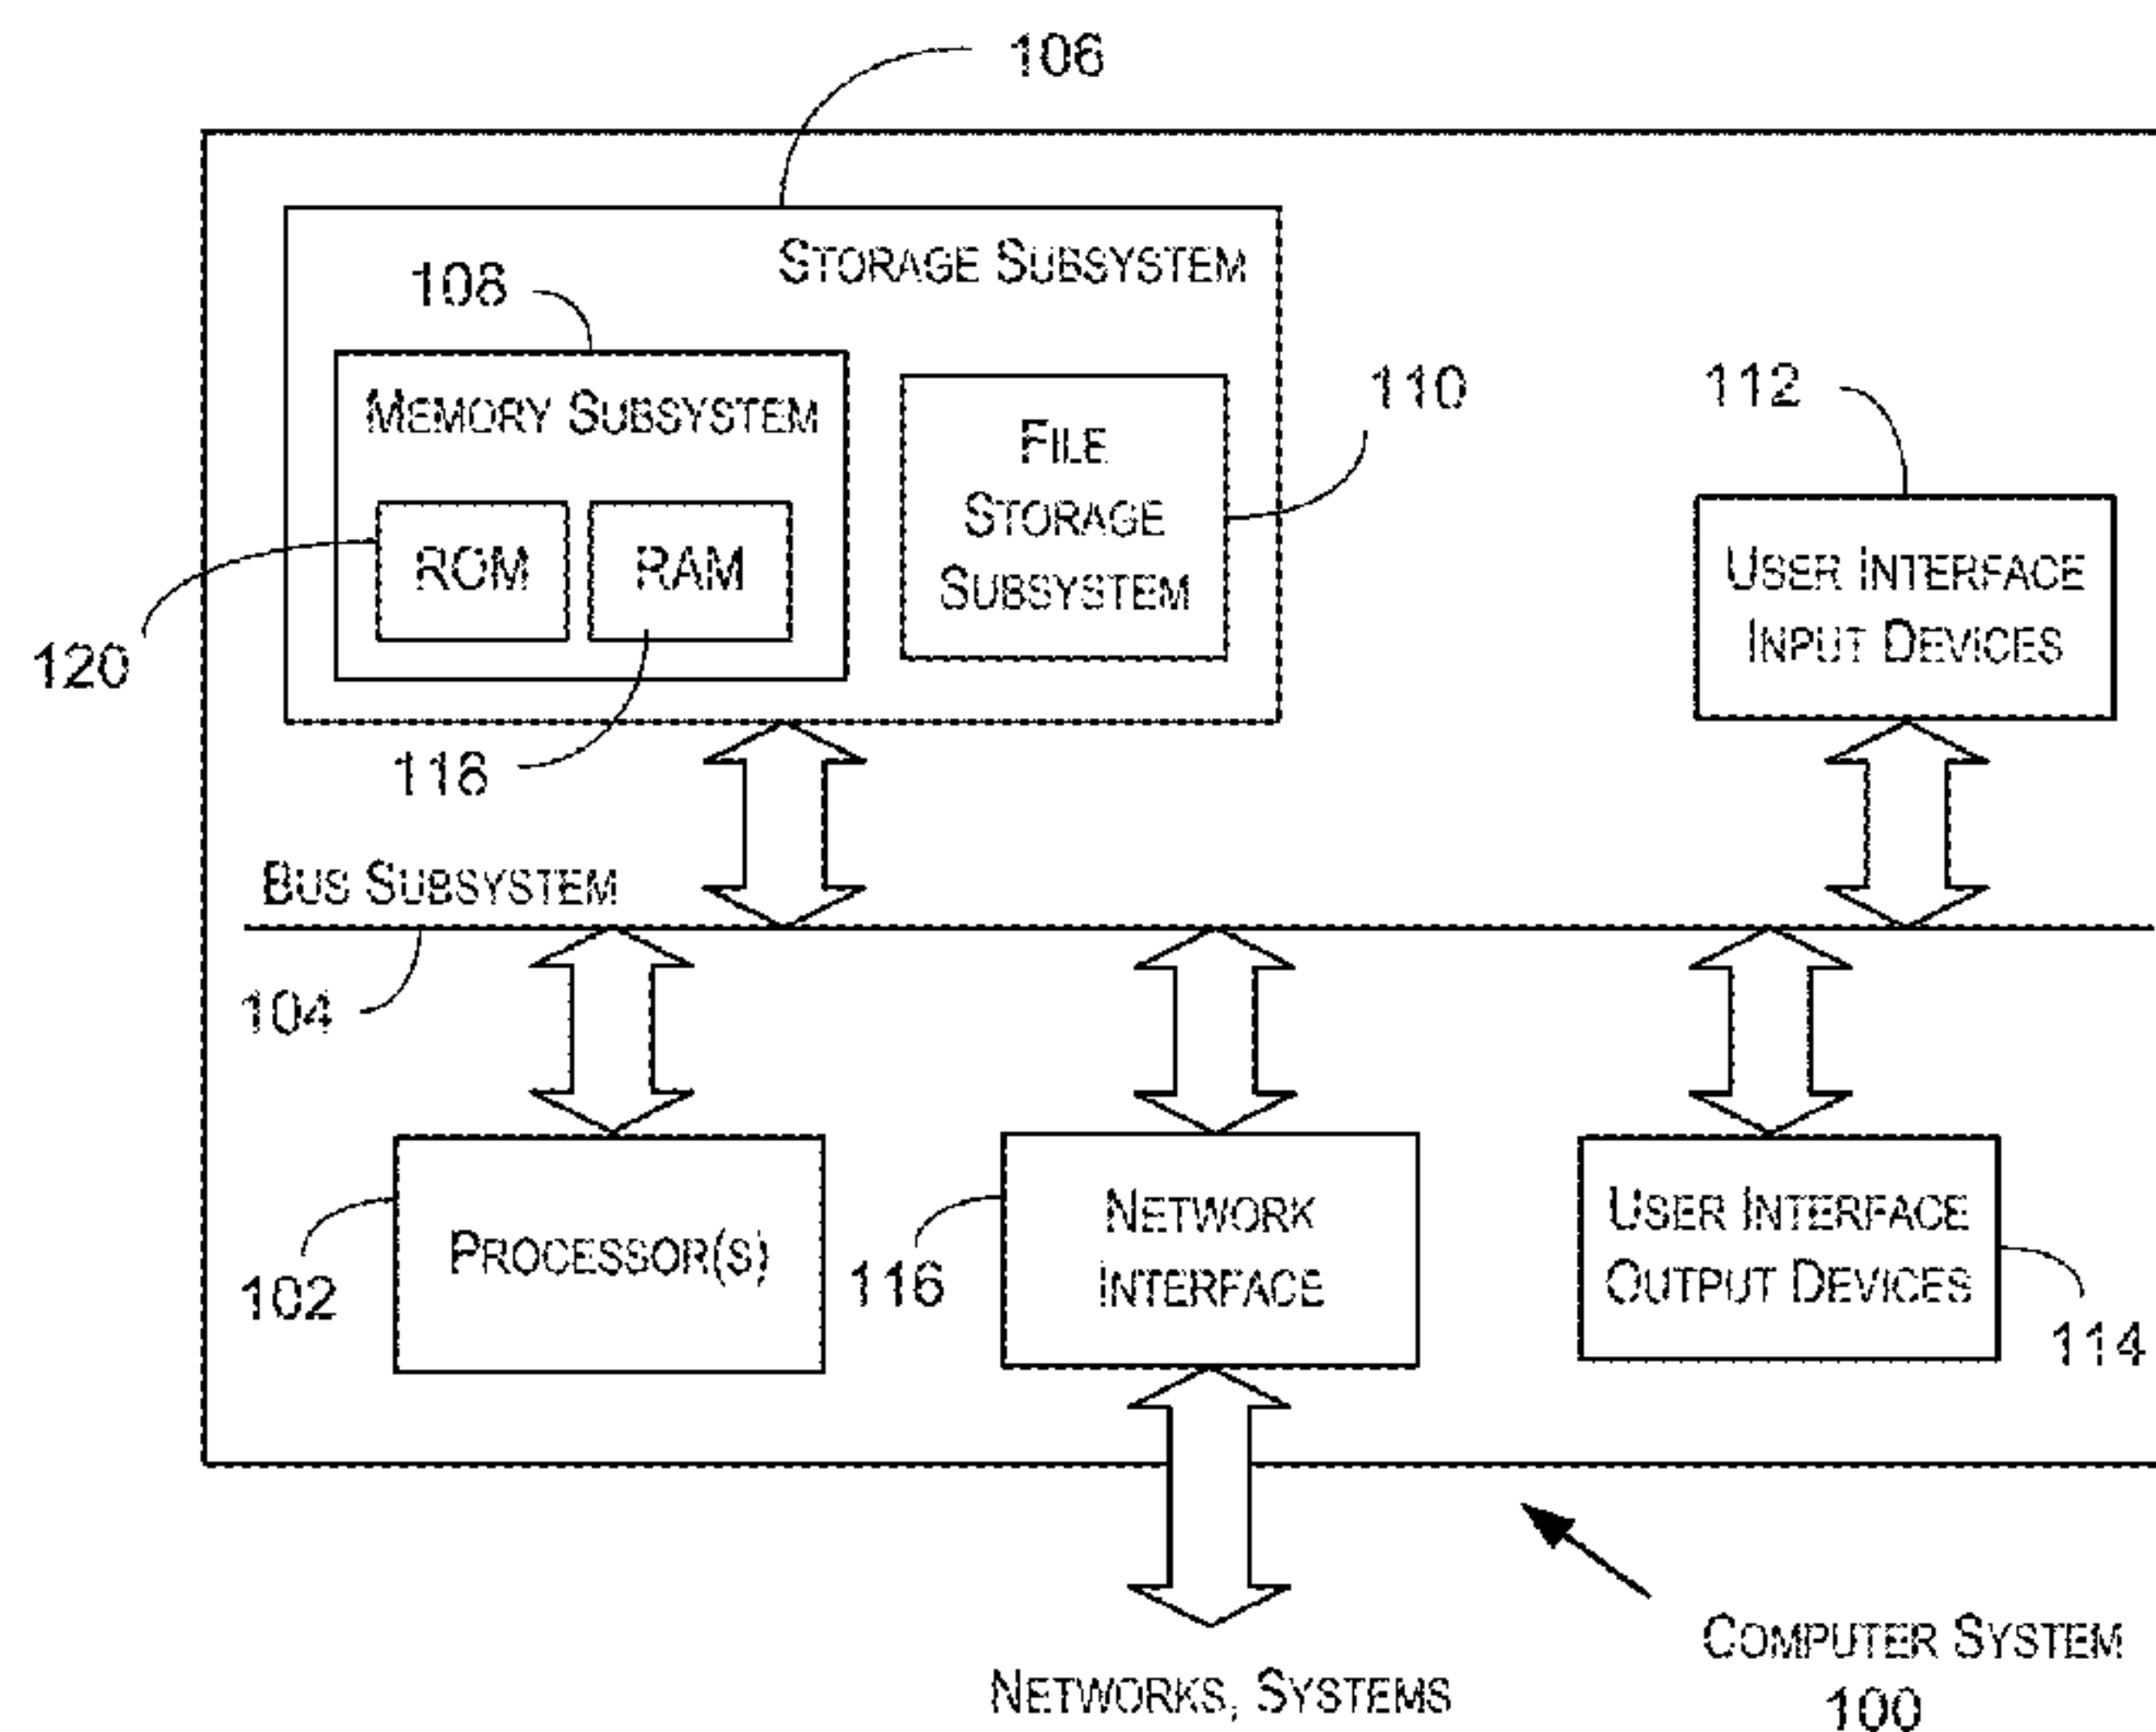 106
STORAGE SUBSYSTEM
108
MEMORY SUBSYSTEM
110
112
FILE
STORAGE
SUBSYSTEM
ROM
RAM
USER INTERFACE
INPUT DEVICES
120
118
BUS SUBSYSTEM
104
PROCESSOR(S)
102
NETWORK
INTERFACE
116
USER INTERFACE
OUTPUT DEVICES
114
NETWORKS, SYSTEMS
COMPUTER SYSTEM
100